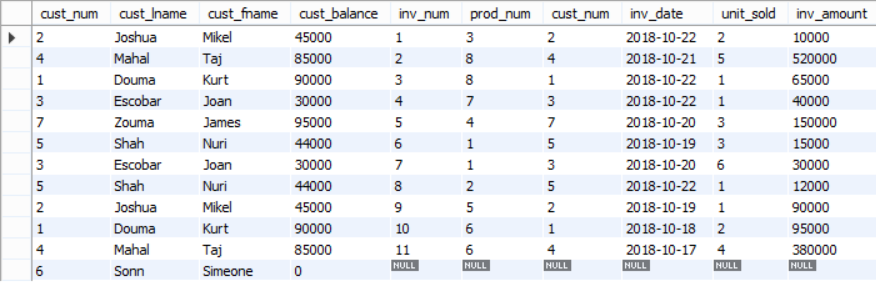 cust_num cust_lname cust_fname cust_balance inv_num prod_num cust_num inv_date unit_sold inv_amount
2 Joshua Mikel 45000 1 3 2 2018-10-22 2 10000
4 Mahal Taj 85000 2 8 4 2018-10-21 5 520000
1 Douma Kurt 90000 3 8 1 2018-10-22 1 65000
3 Escobar Joan 30000 4 7 3 2018-10-22 1 40000
7 Zouma James 95000 5 4 7 2018-10-20 3 150000
5 Shah Nuri 44000 6 1 5 2018-10-19 3 15000
3 Escobar Joan 30000 7 1 3 2018-10-20 6 30000
5 Shah Nuri 44000 8 2 5 2018-10-22 1 12000
2 Joshua Mikel 45000 9 5 2 2018-10-19 1 90000
1 Douma Kurt 90000 10 6 1 2018-10-18 2 95000
4 Mahal Taj 85000 11 6 4 2018-10-17 4 380000
6 Sonn Simeone 0 NULL NULL NULL NULL NULL NULL